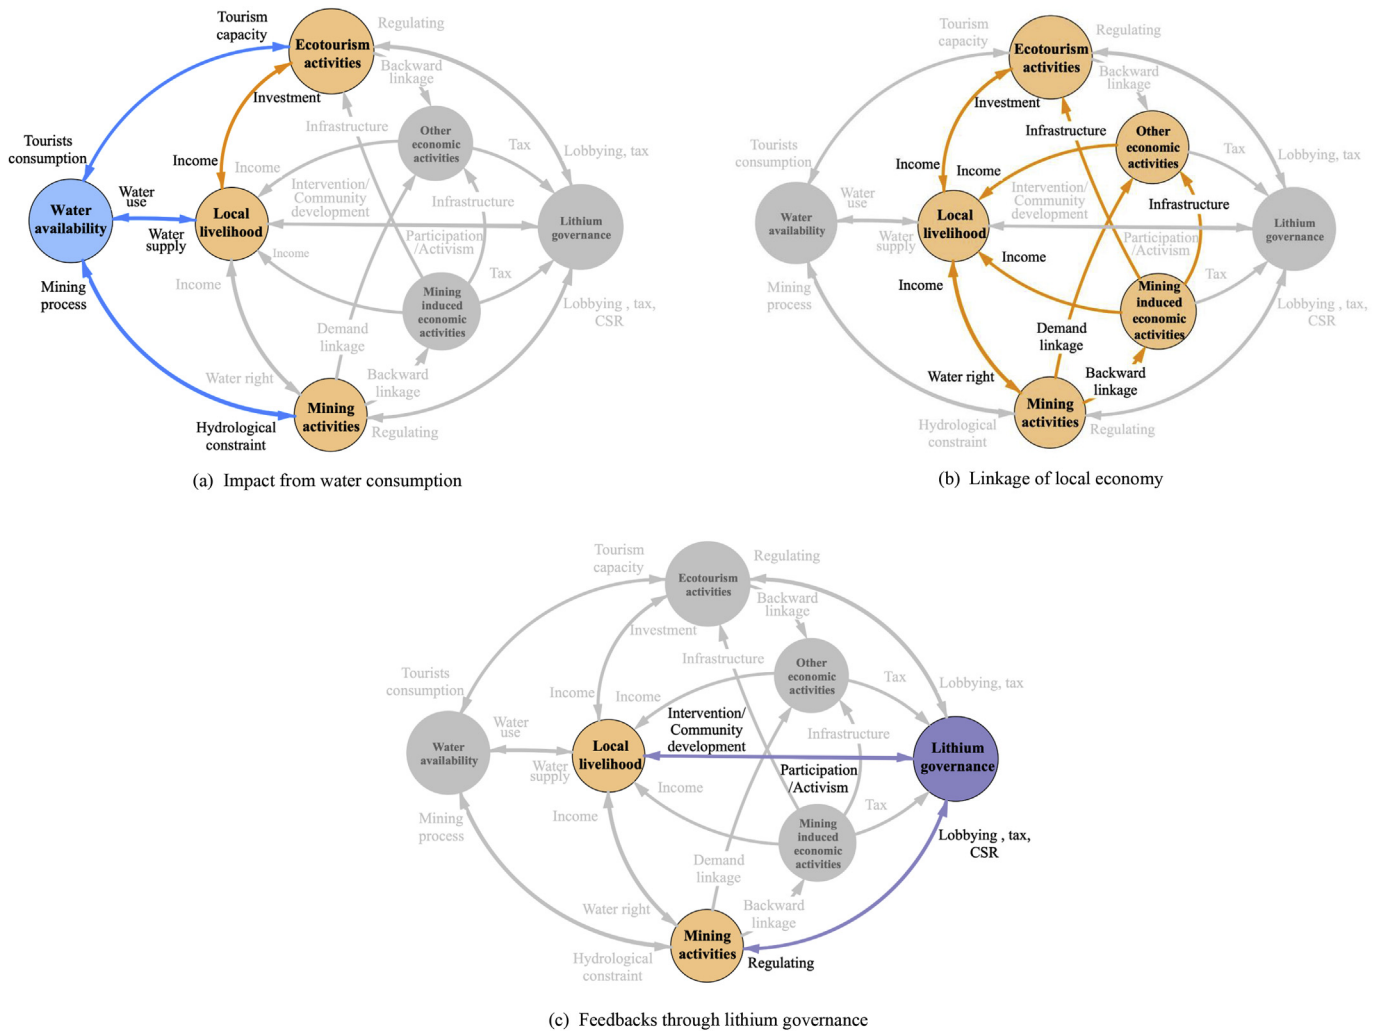 Tourism
capacity
Regulating
Ecotourism
activities
Backward
linkage
Investment
Infrastructure
Other
economic
activities
Tourists
consumption
Income
Income
Tax
Lobbying, tax
Intervention/
Community
development
Infrastructure
Water
use
Water
availability
Local
livelihood
Lithium
governance
Water
supply
Participation
/Activism
Income
Income
Tax
Mining
process
Mining
induced
economic
activities
Lobbying , tax,
CSR
Demand
linkage
Water right
Backward
linkage
Mining
activities
Hydrological
constraint
Regulating
(a) Impact from water consumption
Tourism
capacity
Regulating
Ecotourism
activities
Backward
linkage
Investment
Infrastructure
Other
economic
activities
Tourists
consumption
Income
Income
Tax
Lobbying, tax
Intervention/
Community
development
Infrastructure
Water
use
Water
availability
Local
livelihood
Lithium
governance
Water
supply
Participation
/Activism
Income
Income
Tax
Mining
process
Mining
induced
economic
activities
Lobbying , tax,
CSR
Demand
linkage
Water right
Backward
linkage
Mining
activities
Hydrological
constraint
Regulating
(b) Linkage of local economy
Tourism
capacity
Regulating
Ecotourism
activities
Backward
linkage
Investment
Infrastructure
Other
economic
activities
Tourists
consumption
Income
Income
Tax
Lobbying, tax
Intervention/
Community
development
Infrastructure
Water
use
Water
availability
Local
livelihood
Lithium
governance
Water
supply
Participation
/Activism
Income
Income
Tax
Mining
process
Mining
induced
economic
activities
Lobbying , tax,
CSR
Demand
linkage
Water right
Backward
linkage
Mining
activities
Hydrological
constraint
Regulating
(c) Feedbacks through lithium governance